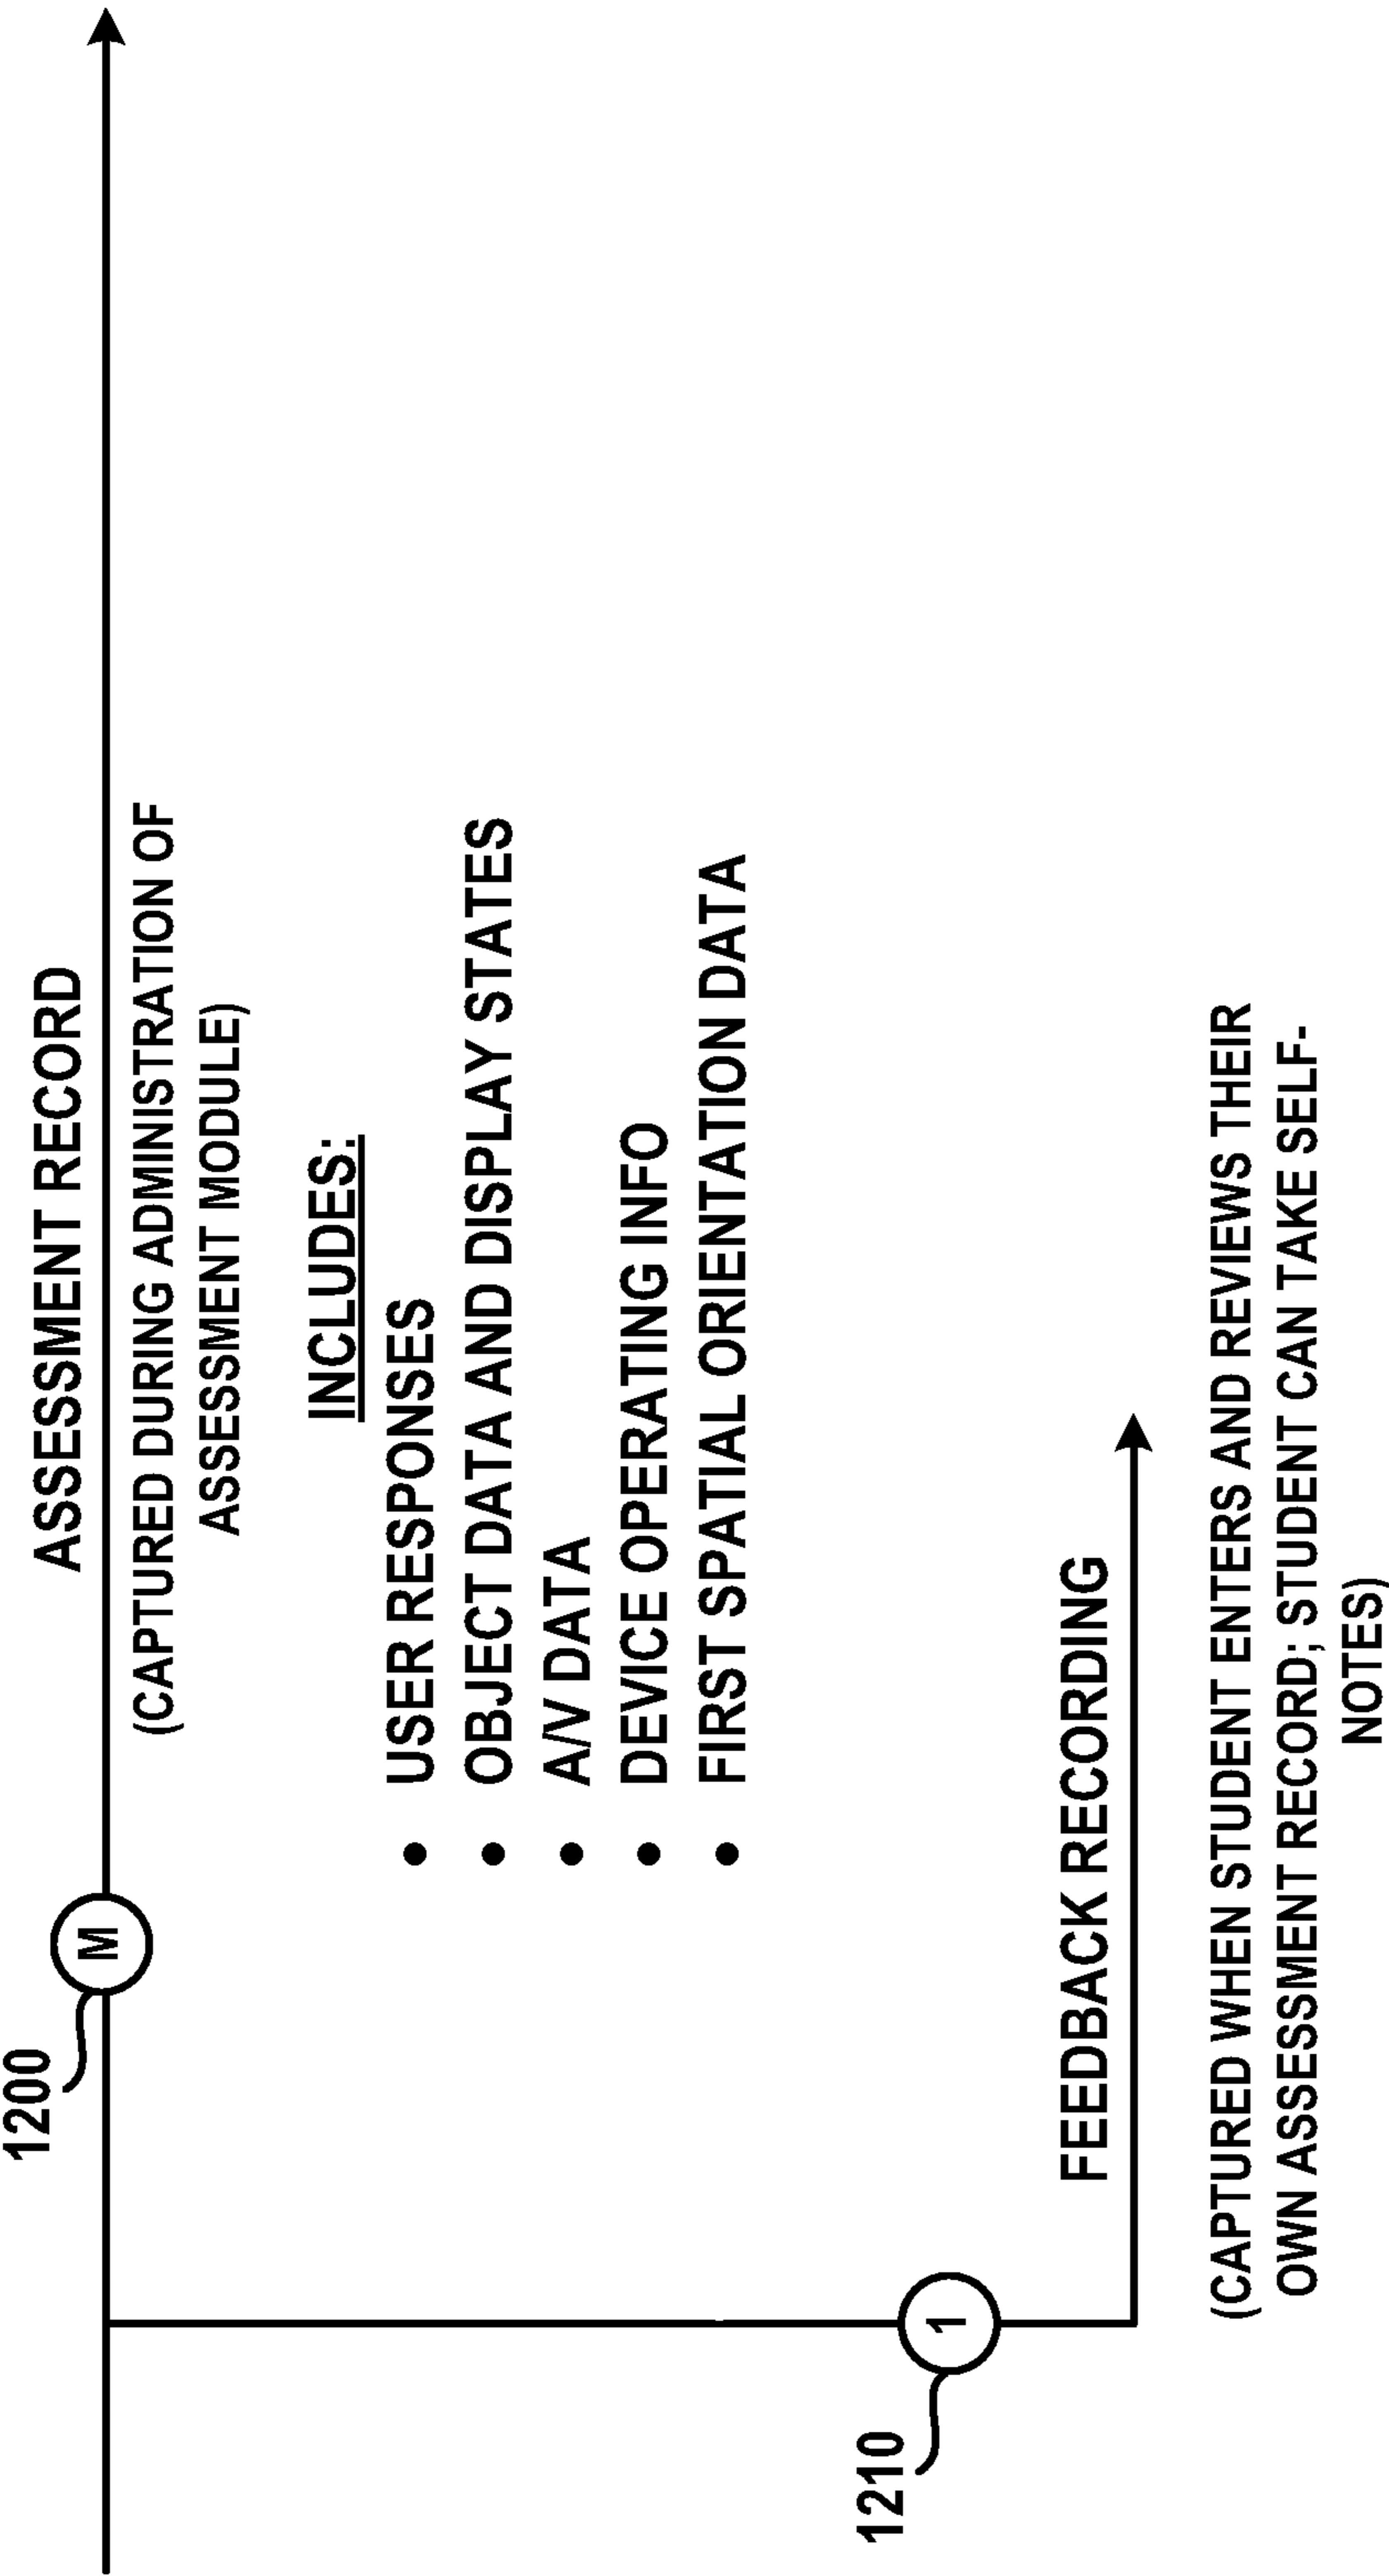 ASSESSMENT RECORD
1200
M
(CAPTURED DURING ADMINISTRATION OF
ASSESSMENT MODULE)
INCLUDES:
• USER RESPONSES
• OBJECT DATA AND DISPLAY STATES
• A/V DATA
• DEVICE OPERATING INFO
• FIRST SPATIAL ORIENTATION DATA
1210
1
FEEDBACK RECORDING
(CAPTURED WHEN STUDENT ENTERS AND REVIEWS THEIR
OWN ASSESSMENT RECORD; STUDENT CAN TAKE SELF-
NOTES)